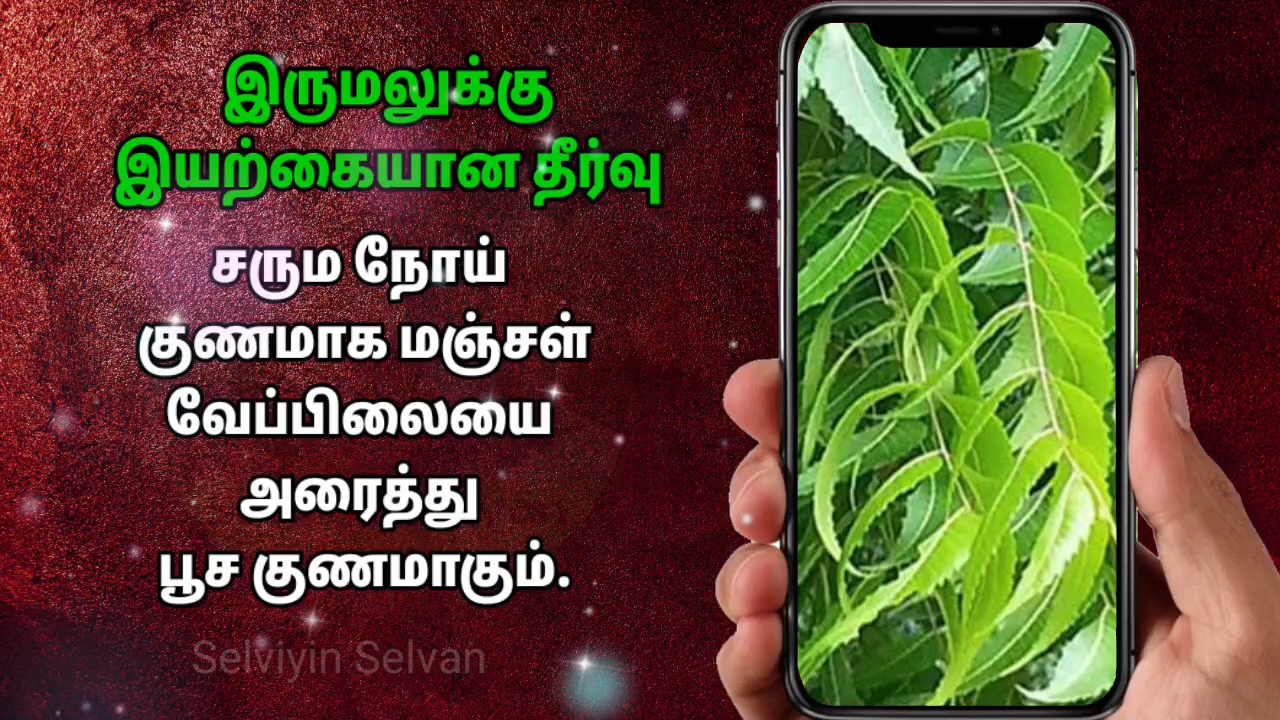 இருமலுக்கு
இயற்கையான தீர்வு
சரும நோய்
குணமாக மஞ்சள்
வேப்பிலையை
அரைத்து
பூச குணமாகும்.
Selviyin Selvan